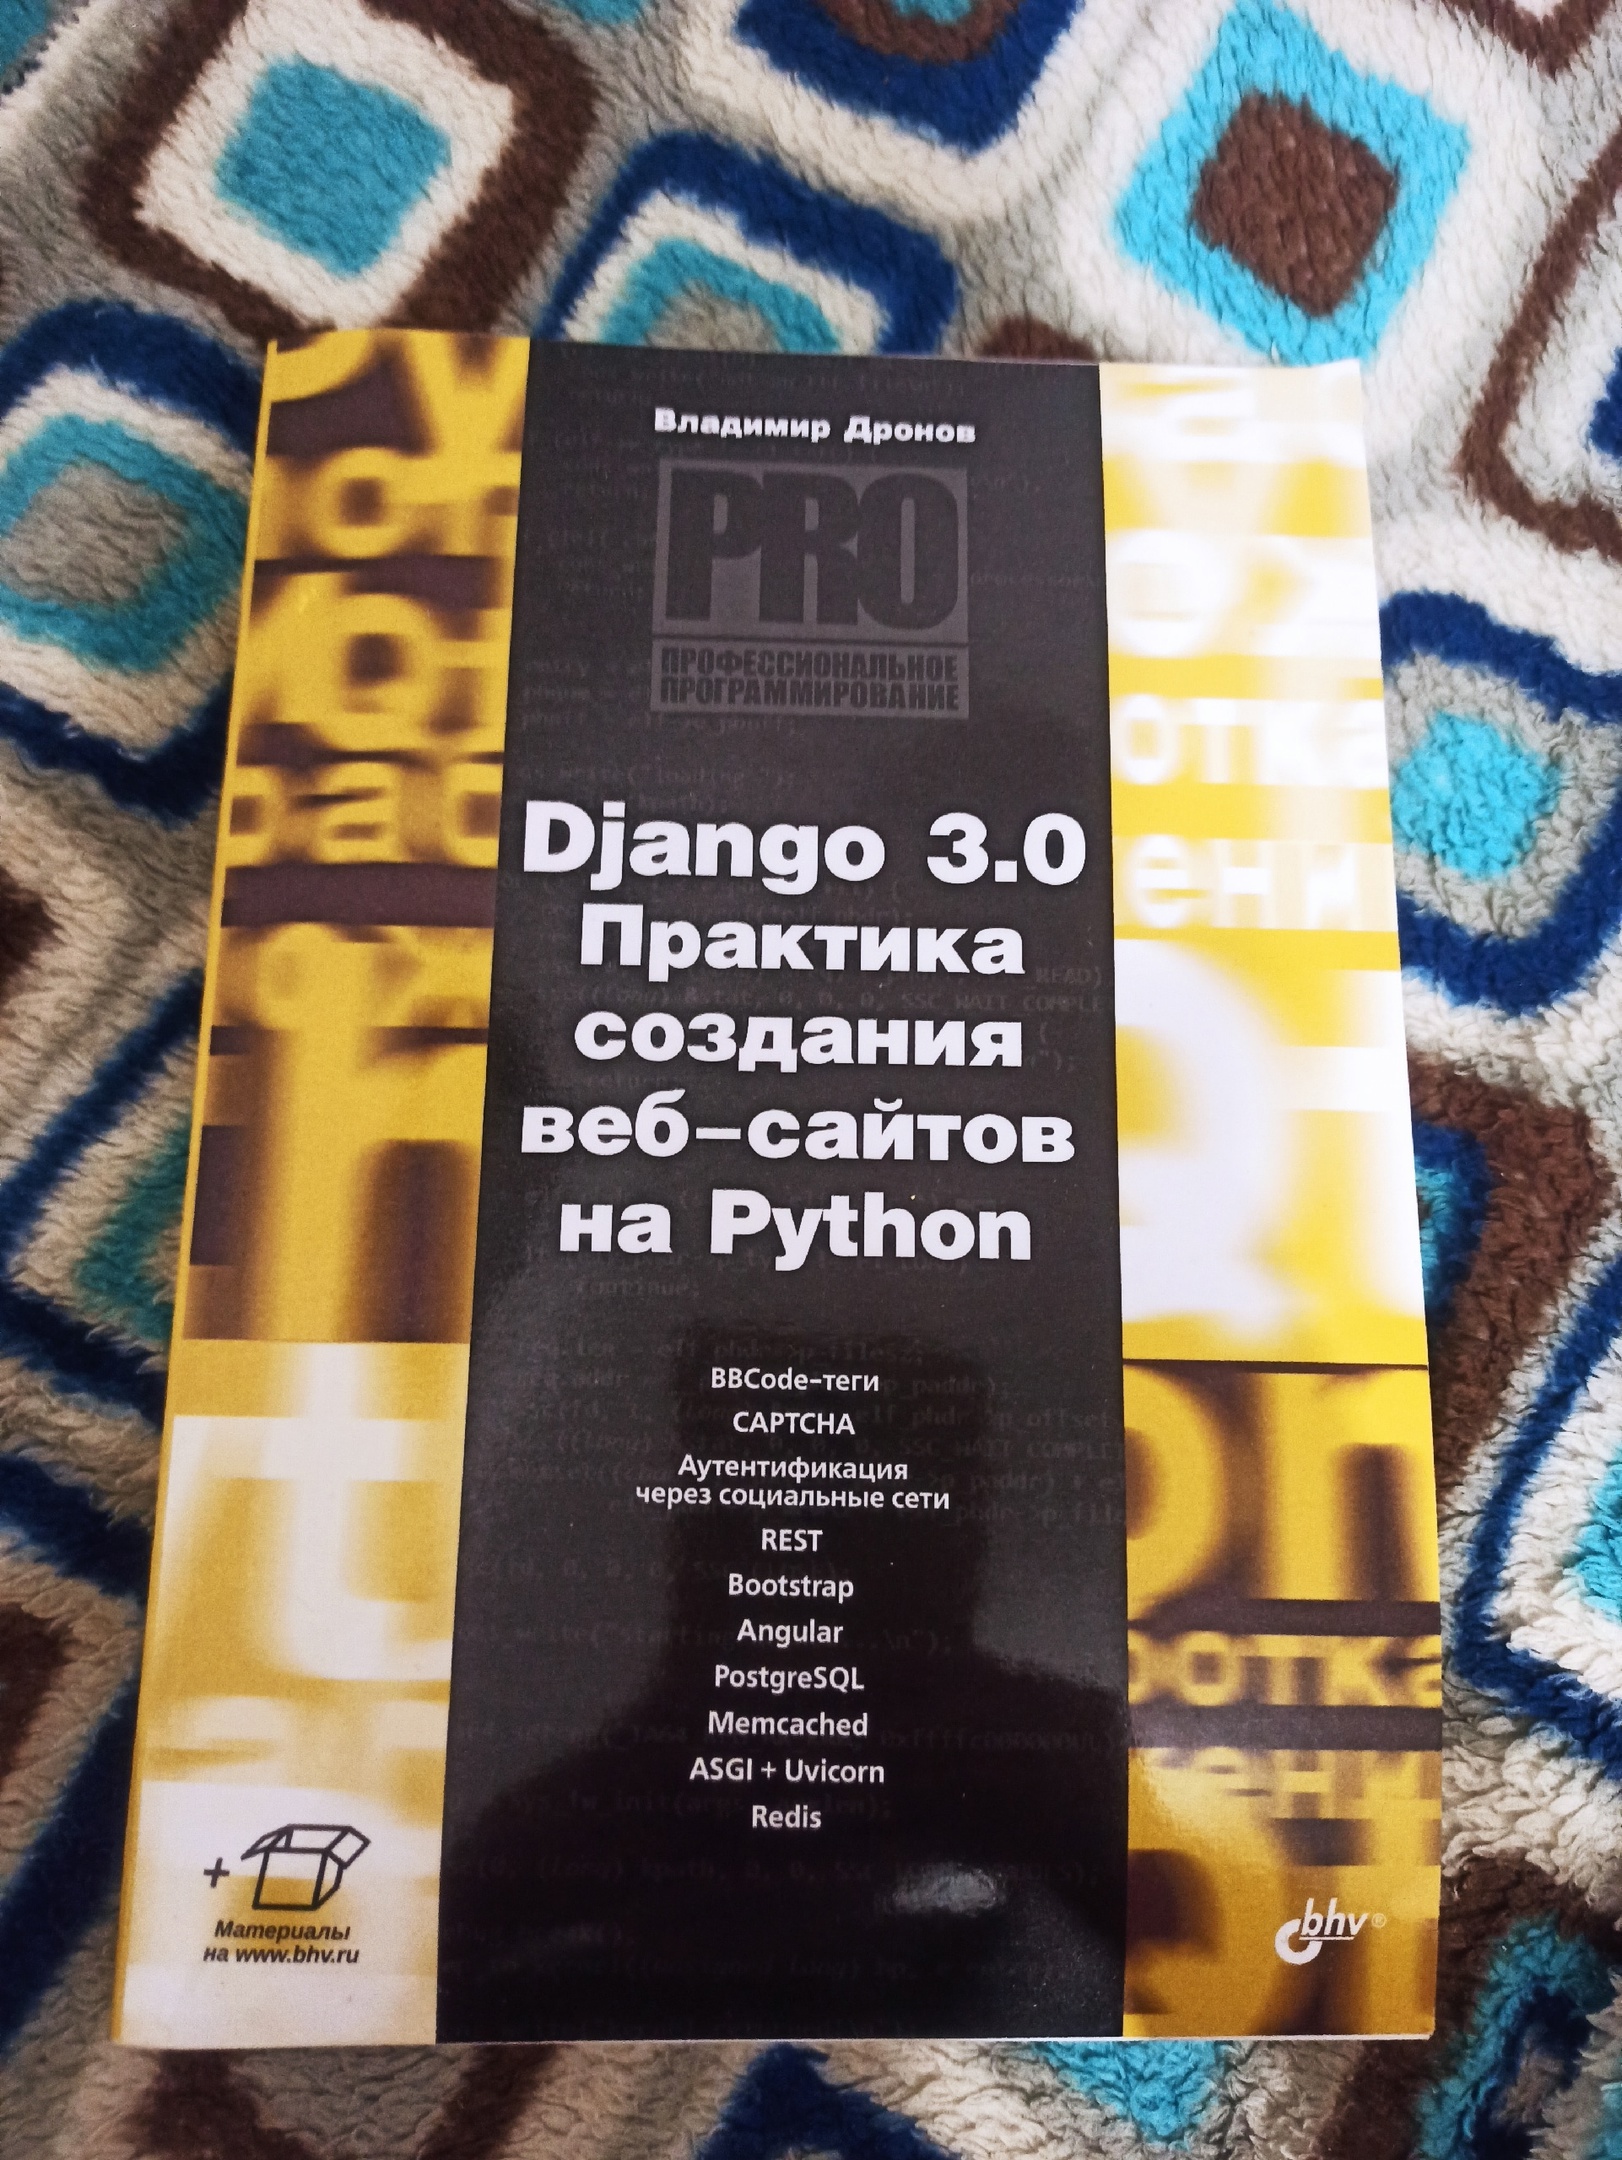 Владимир Дронов
PRO
ПРОФЕССИОНАЛЬНОЕ
ПРОГРАММИРОВАНИЕ
Django 3.0
Практика
создания
веб-сайтов
на Python
BBCode-теги
CAPTCHA
Аутентификация
через социальные сети
REST
Bootstrap
Angular
PostgreSQL
Memcached
ASGI + Uvicorn
Redis
+
Материалы
на www.bhv.ru
bhv®